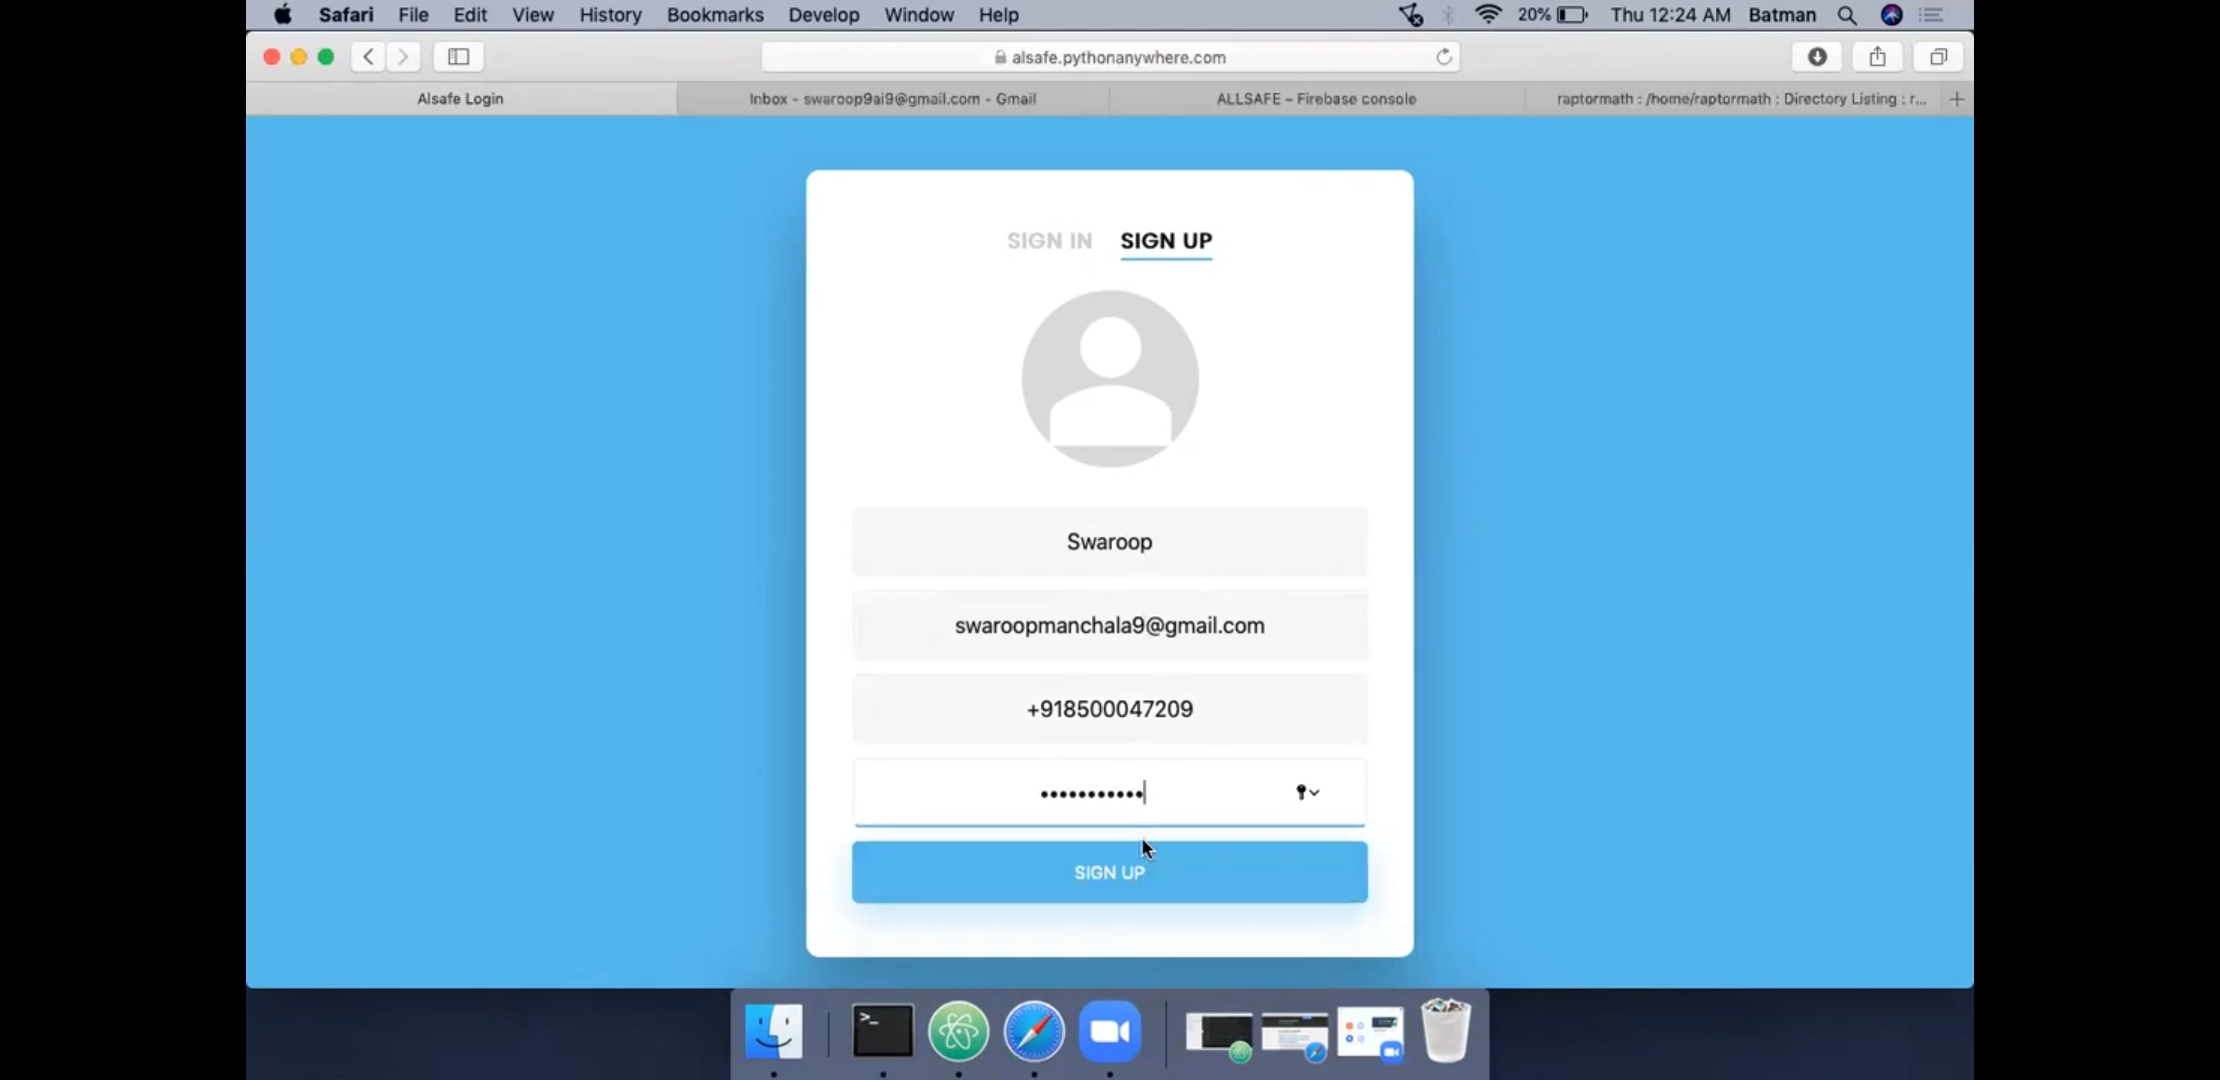 Safari File Edit View History Bookmarks Develop Window Help 20% Thu 12:24 AM Batman
alsafe.pythonanywhere.com
Alsafe Login Inbox - swaroop9ai9@gmail.com - Gmail ALLSAFE – Firebase console raptormath : /home/raptormath : Directory Listing : r...
SIGN IN SIGN UP
Swaroop
swaroopmanchala9@gmail.com
+918500047209
SIGN UP